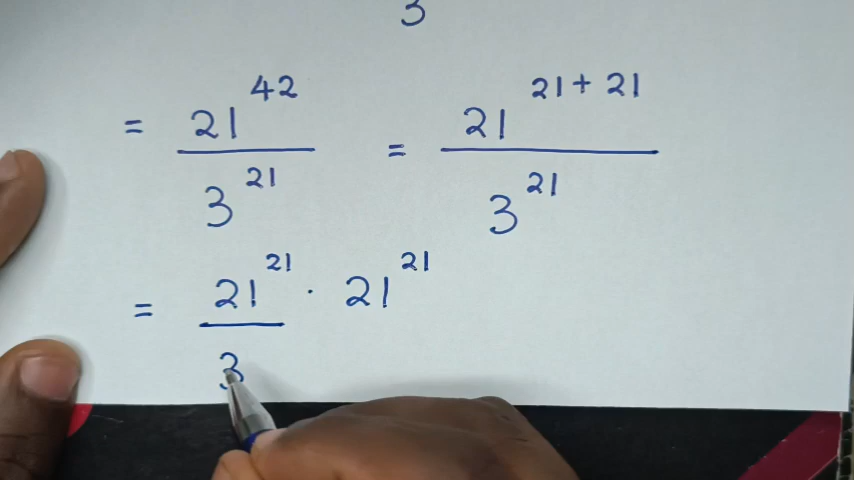 3
= 21^42 / 3^21 = 21^(21+21) / 3^21
= 21^21 / 3 · 21^21